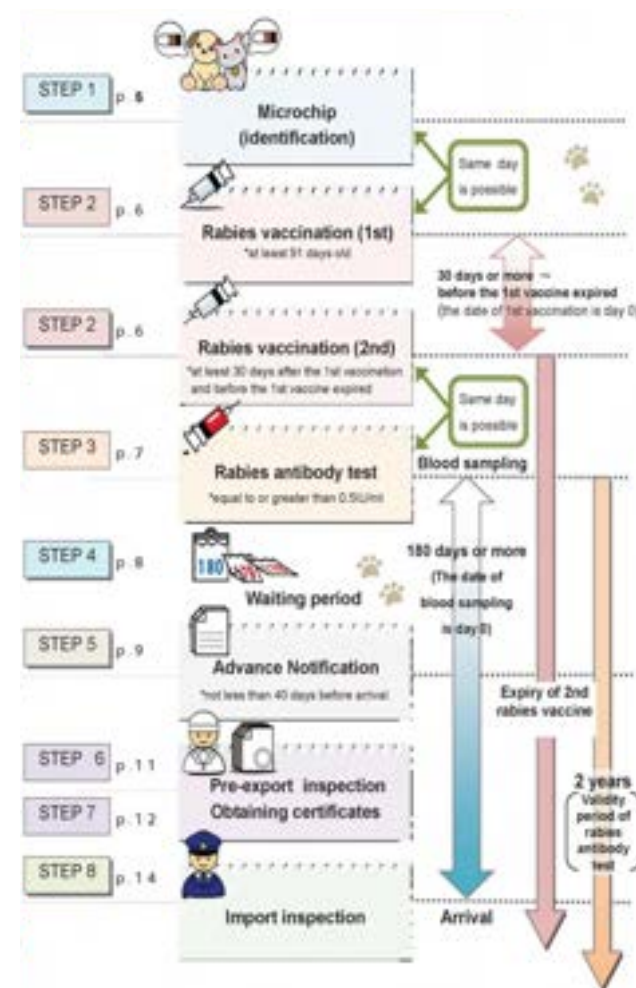 STEP 1
p. 6
Microchip
(identification)
Same day
is possible
STEP 2
p. 6
Rabies vaccination (1st)
*at least 91 days old
30 days or more ~
before the 1st vaccine expired
(the date of 1st vaccination is day 0)
STEP 2
p. 6
Rabies vaccination (2nd)
*at least 30 days after the 1st vaccination
and before the 1st vaccine expired
Same day
is possible
STEP 3
p. 7
Rabies antibody test
*equal to or greater than 0.5IU/ml
Blood sampling
STEP 4
p. 8
180
Waiting period
180 days or more
(The date of
blood sampling
is day 0)
STEP 5
p. 9
Advance Notification
*not less than 40 days before arrival
Expiry of 2nd
rabies vaccine
STEP 6
p. 11
Pre-export inspection
STEP 7
p. 12
Obtaining certificates
2 years
Validity
period of
rabies
antibody
test
STEP 8
p. 14
Import inspection
Arrival